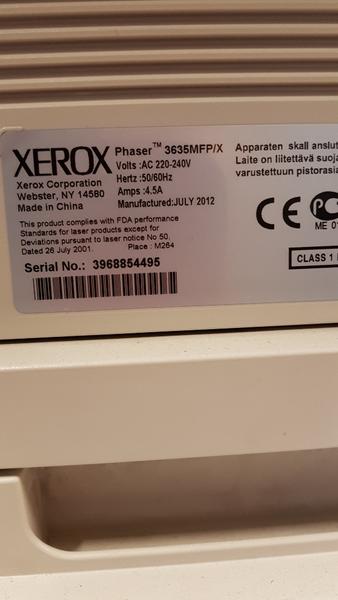 XEROX
Xerox Corporation
Webster, NY 14580
Made in China
Phaser™ 3635MFP/X
Volts :AC 220-240V
Hertz :50/60Hz
Amps :4.5A
Manufactured:JULY 2012
This product complies with FDA performance
Standards for laser products except for
Deviations pursuant to laser notice No 50,
Dated 26 July 2001. Place : M264
Serial No.: 3968854495
Apparaten skall
Laite on liitettävä
varustettuun
CE
ME
CLASS 1